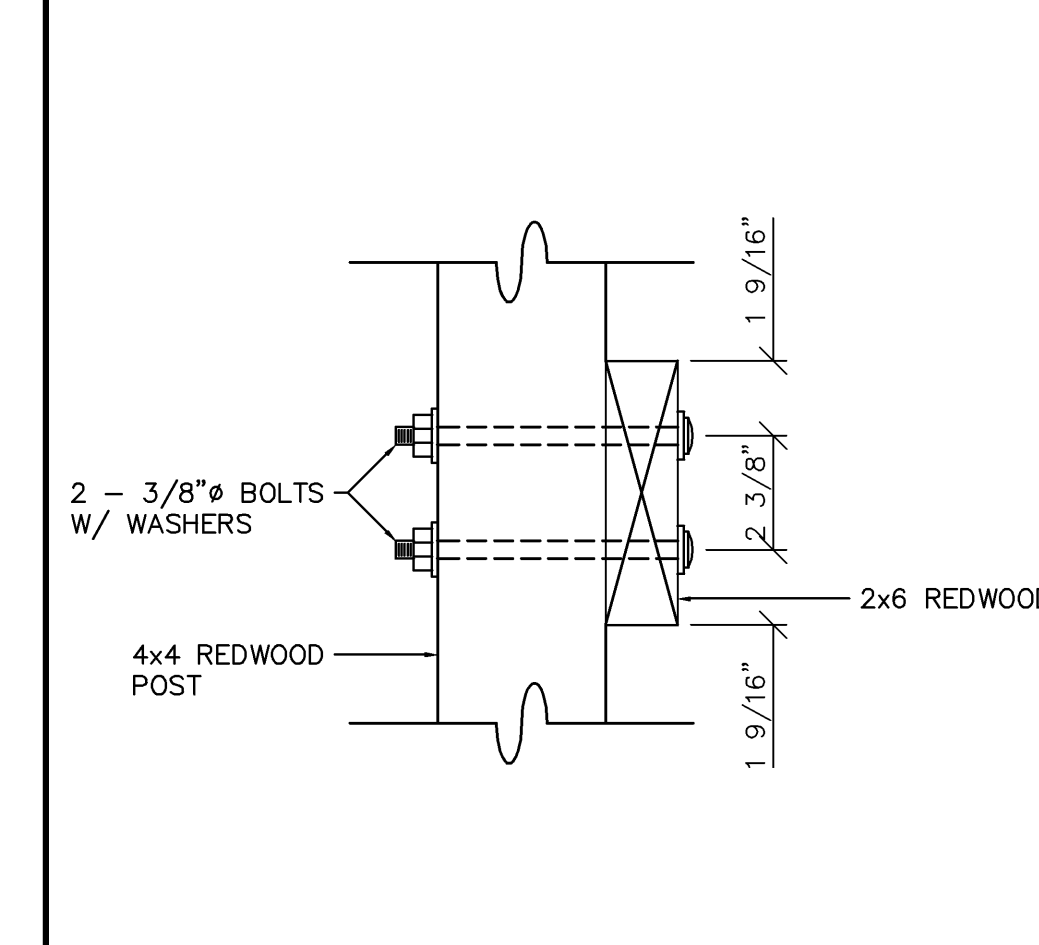 1 9/16"
2 - 3/8"ø BOLTS
W/ WASHERS
2 3/8"
2x6 REDWOOD
4x4 REDWOOD
POST
1 9/16"